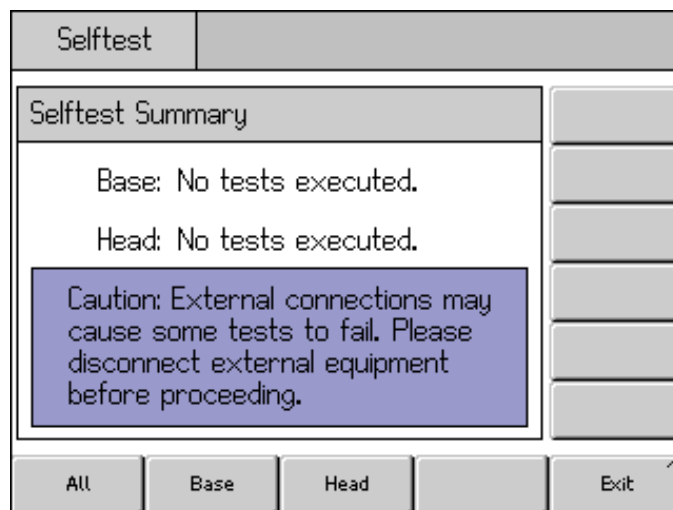 Selftest
Selftest Summary
Base: No tests executed.
Head: No tests executed.
Caution: External connections may
cause some tests to fail. Please
disconnect external equipment
before proceeding.
All
Base
Head
Exit